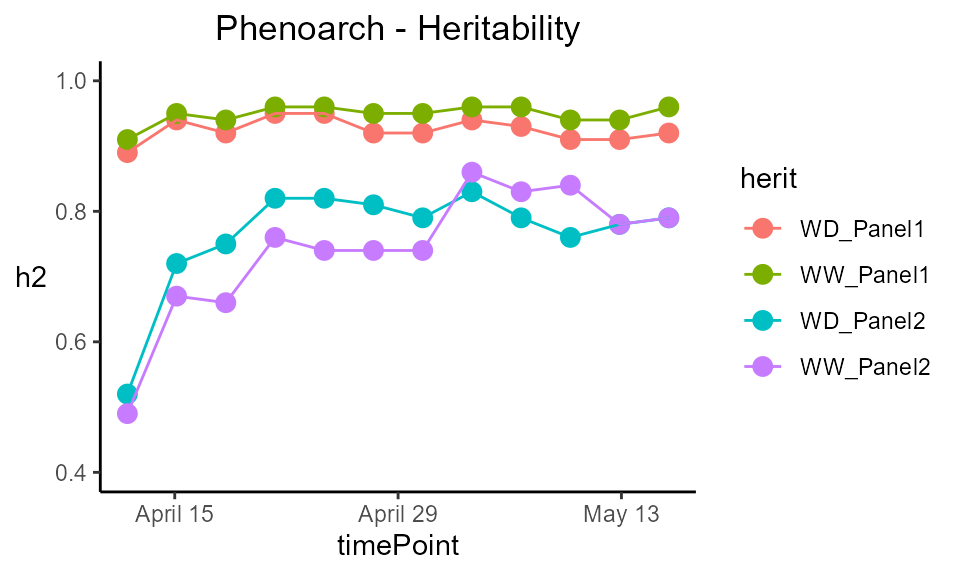 Phenoarch - Heritability
1.0
0.8
0.6
0.4
h2
April 15
April 29
May 13
timePoint
herit
WD_Panel1
WW_Panel1
WD_Panel2
WW_Panel2